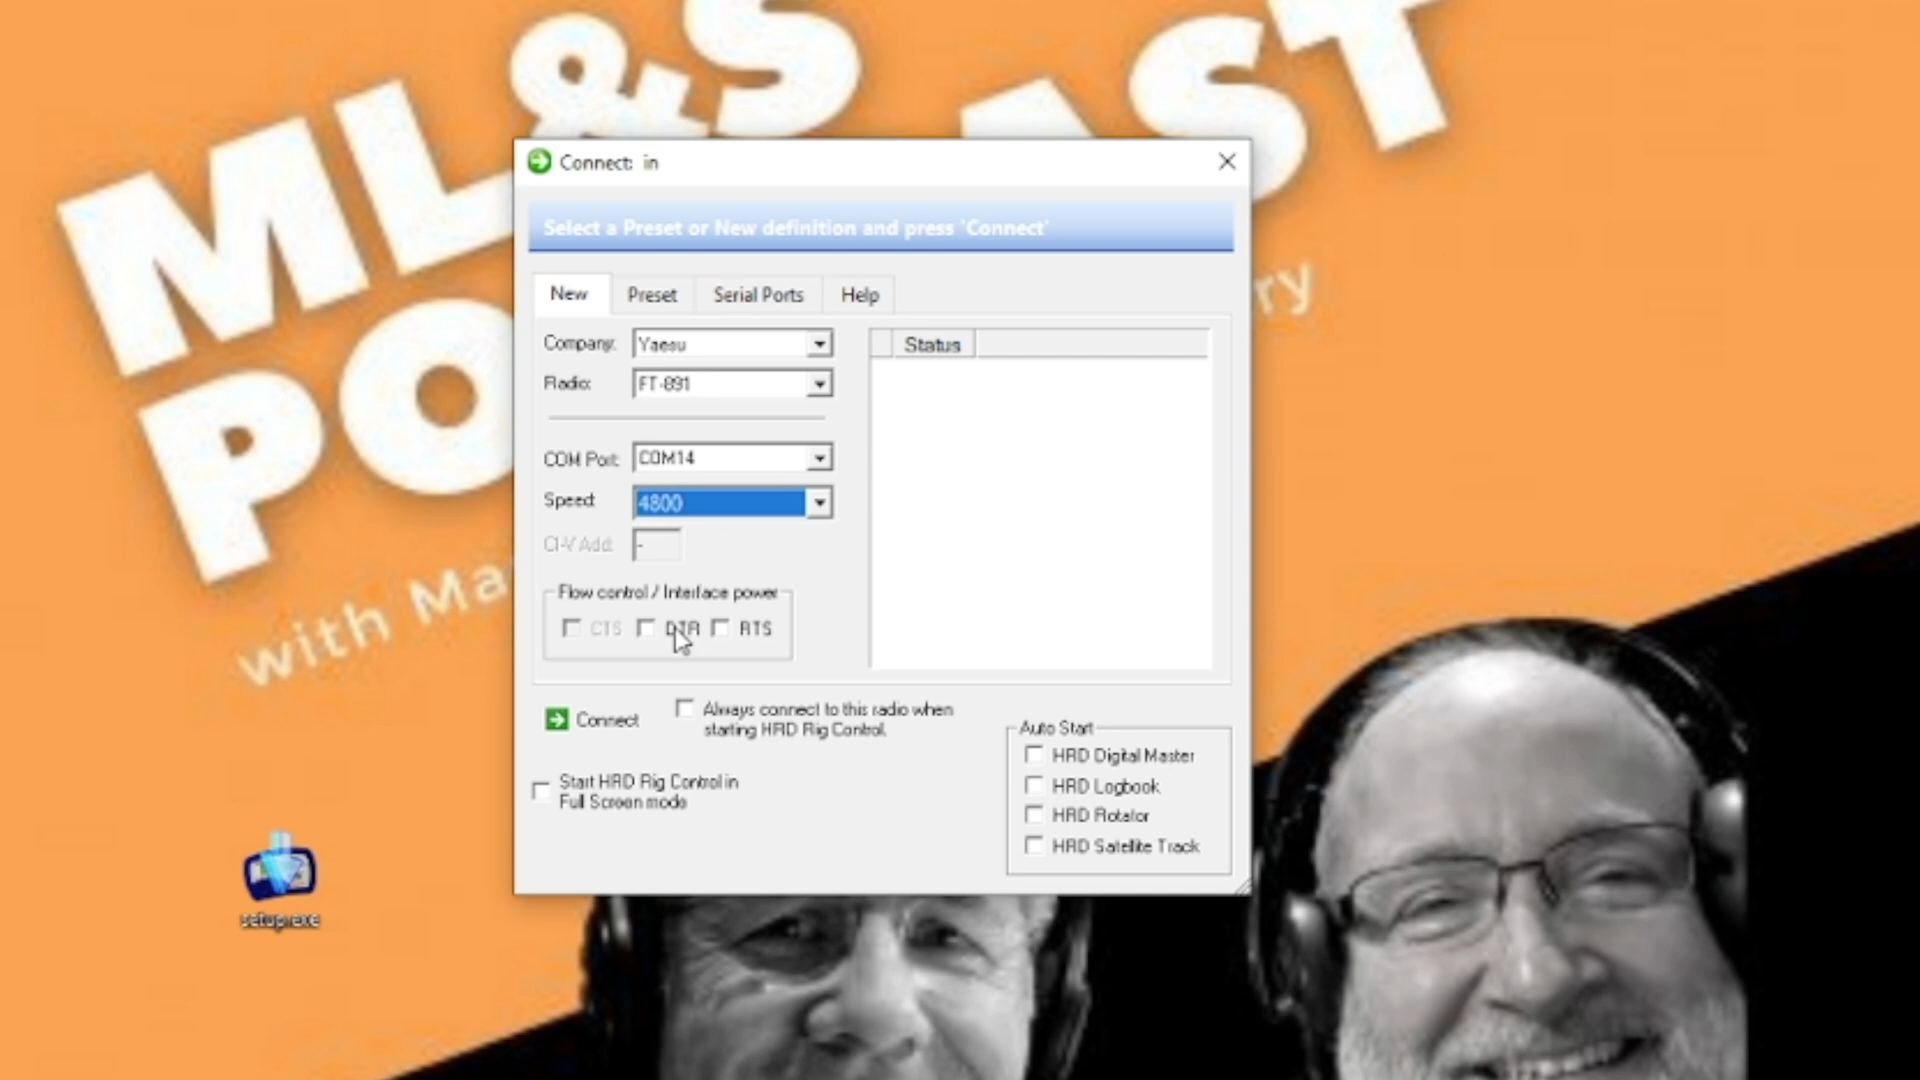 ML&S
AST
PO
with Ma
ry
Connect: in
Select a Preset or New definition and press 'Connect'
New
Preset
Serial Ports
Help
Company: Yaesu
Radio: FT-891
COM Port: COM14
Speed: 4800
CI-V Add: -
Flow control / Interface power
CTS DTR RTS
Status
Connect
Always connect to this radio when
starting HRD Rig Control.
Start HRD Rig Control in
Full Screen mode
Auto Start
HRD Digital Master
HRD Logbook
HRD Rotator
HRD Satellite Track
setup.exe